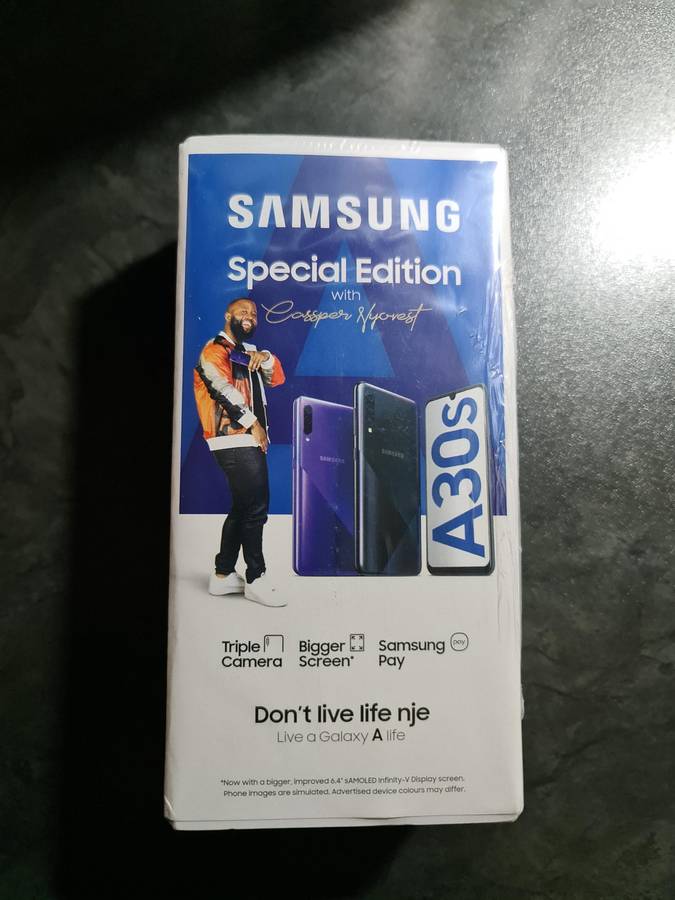 SAMSUNG
Special Edition
with
Cassper Nyovest
SAMSUNG
SAMSUNG
A30s
Triple
Camera
Bigger
Screen*
Samsung
Pay
pay
Don't live life nje
Live a Galaxy A life
*Now with a bigger, improved 6.4" sAMOLED Infinity-V Display screen.
Phone images are simulated. Advertised device colours may differ.